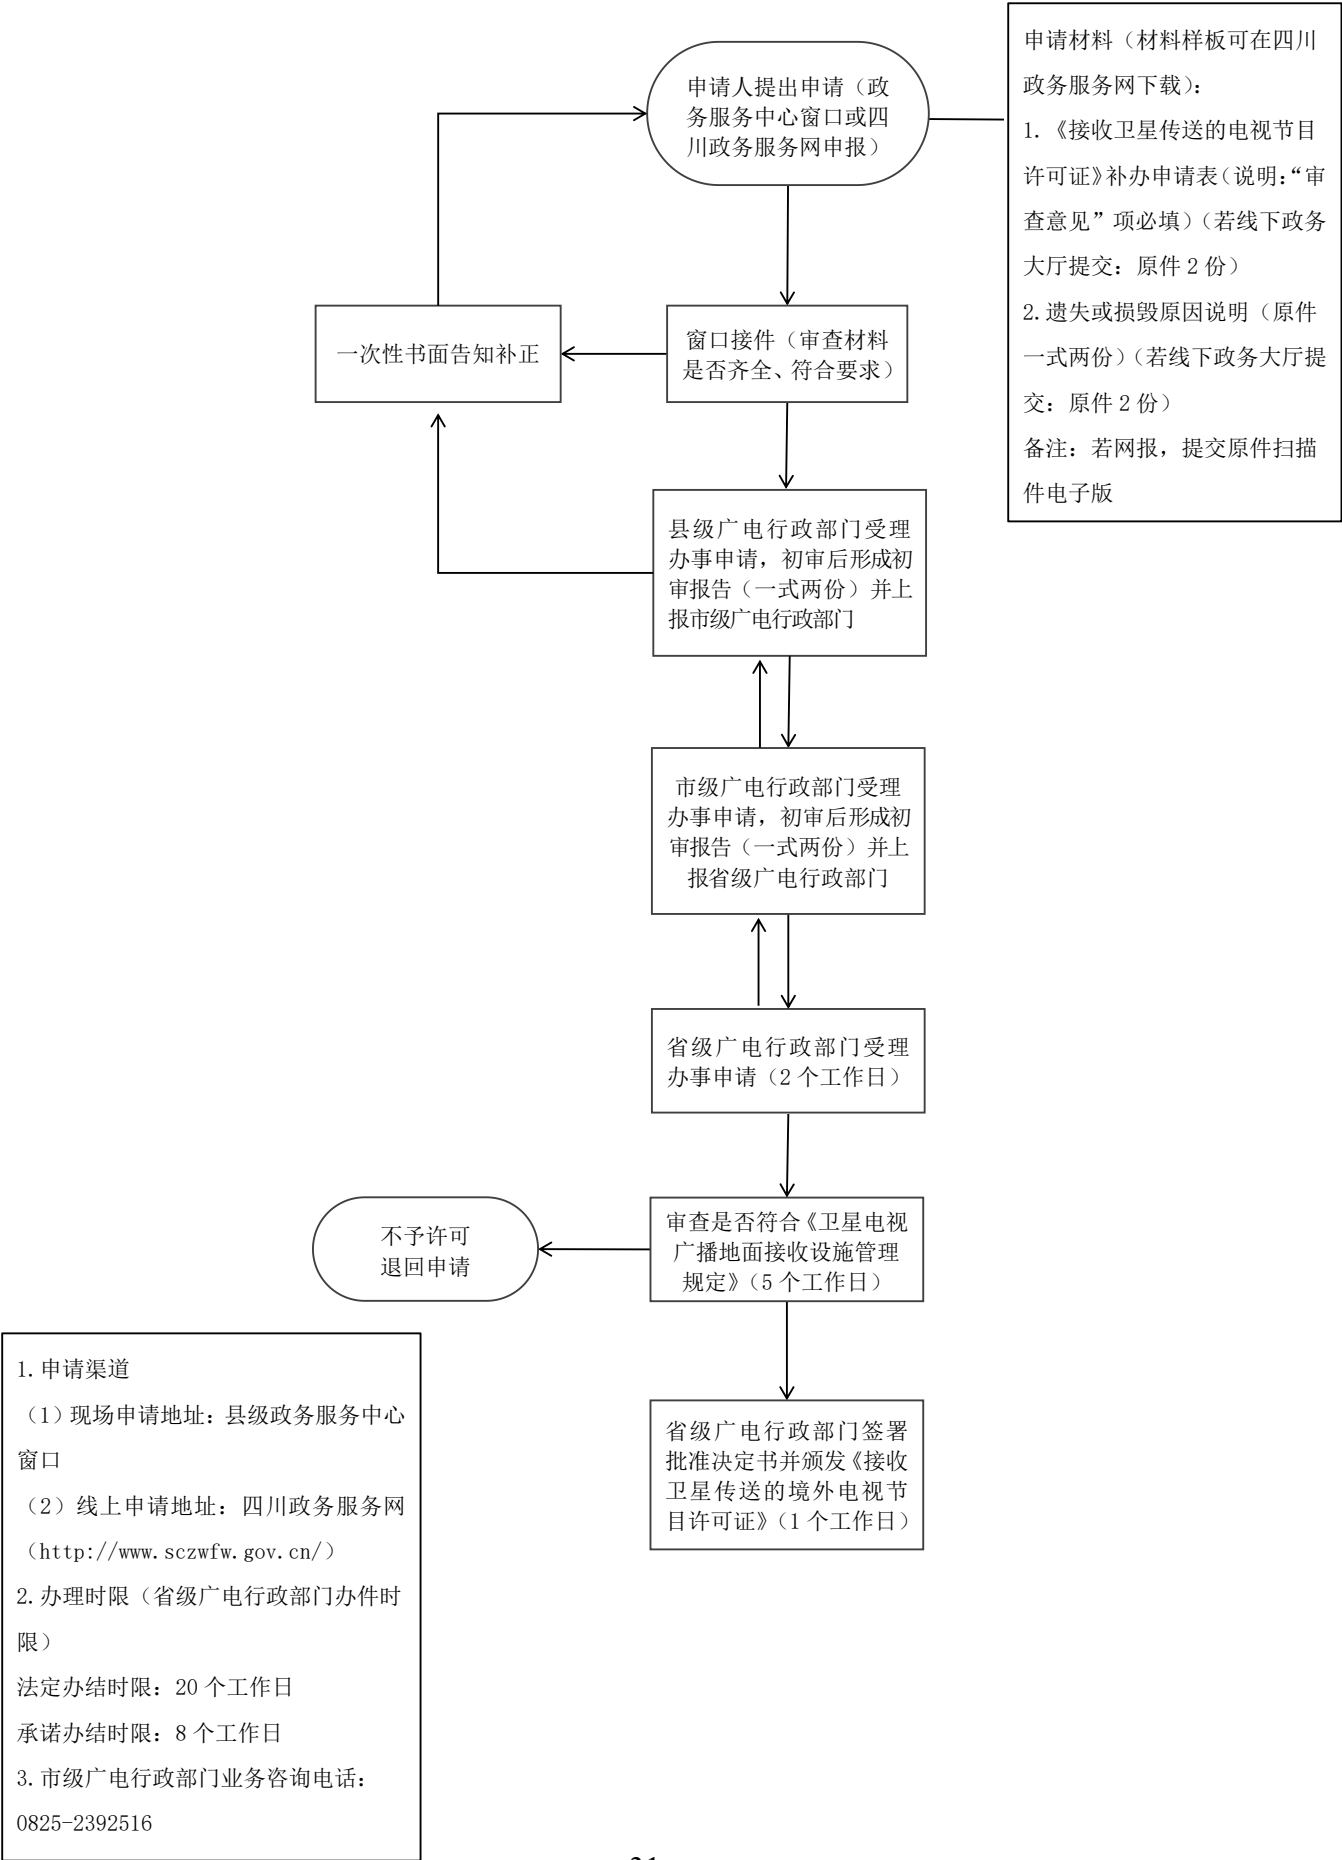 申请人提出申请（政
务服务中心窗口或四
川政务服务网申报）
申请材料（材料样板可在四川
政务服务网下载）：
1.《接收卫星传送的电视节目
许可证》补办申请表（说明：“审
查意见”项必填）（若线下政务
大厅提交：原件 2 份）
2.遗失或损毁原因说明（原件
一式两份）（若线下政务大厅提
交：原件 2 份）
备注：若网报，提交原件扫描
件电子版
一次性书面告知补正
窗口接件（审查材料
是否齐全、符合要求）
县级广电行政部门受理
办事申请，初审后形成初
审报告（一式两份）并上
报市级广电行政部门
市级广电行政部门受理
办事申请，初审后形成初
审报告（一式两份）并上
报省级广电行政部门
省级广电行政部门受理
办事申请（2 个工作日）
审查是否符合《卫星电视
广播地面接收设施管理
规定》（5 个工作日）
不予许可
退回申请
省级广电行政部门签署
批准决定书并颁发《接收
卫星传送的境外电视节
目许可证》（1 个工作日）
1.申请渠道
（1）现场申请地址：县级政务服务中心
窗口
（2）线上申请地址：四川政务服务网
（http://www.sczwfw.gov.cn/）
2.办理时限（省级广电行政部门办件时
限）
法定办结时限：20 个工作日
承诺办结时限：8 个工作日
3.市级广电行政部门业务咨询电话：
0825-2392516